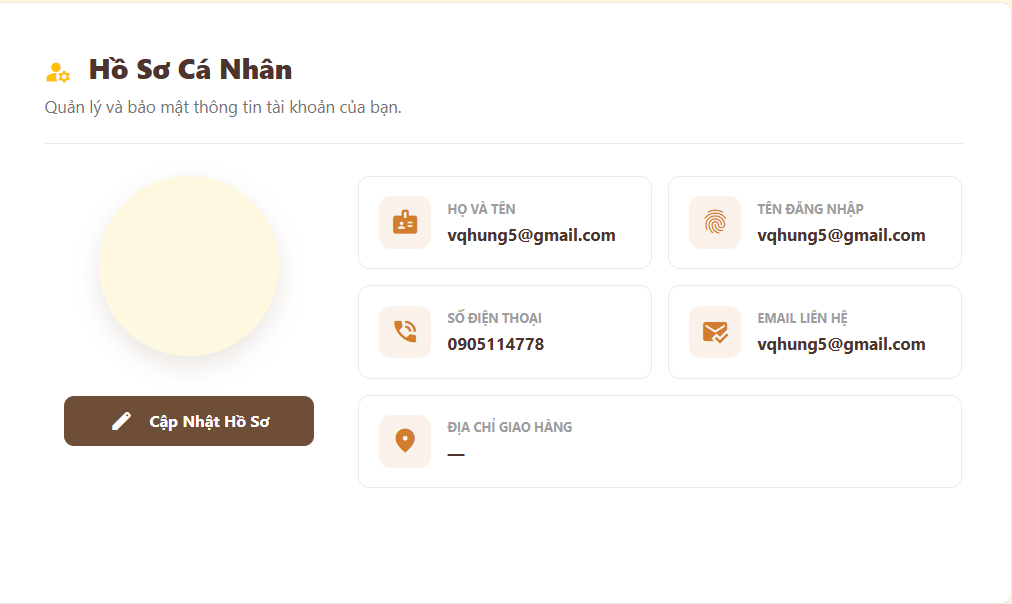 Hồ Sơ Cá Nhân
Quản lý và bảo mật thông tin tài khoản của bạn.
HỌ VÀ TÊN
vqhung5@gmail.com
TÊN ĐĂNG NHẬP
vqhung5@gmail.com
SỐ ĐIỆN THOẠI
0905114778
EMAIL LIÊN HỆ
vqhung5@gmail.com
Cập Nhật Hồ Sơ
ĐỊA CHỈ GIAO HÀNG
—